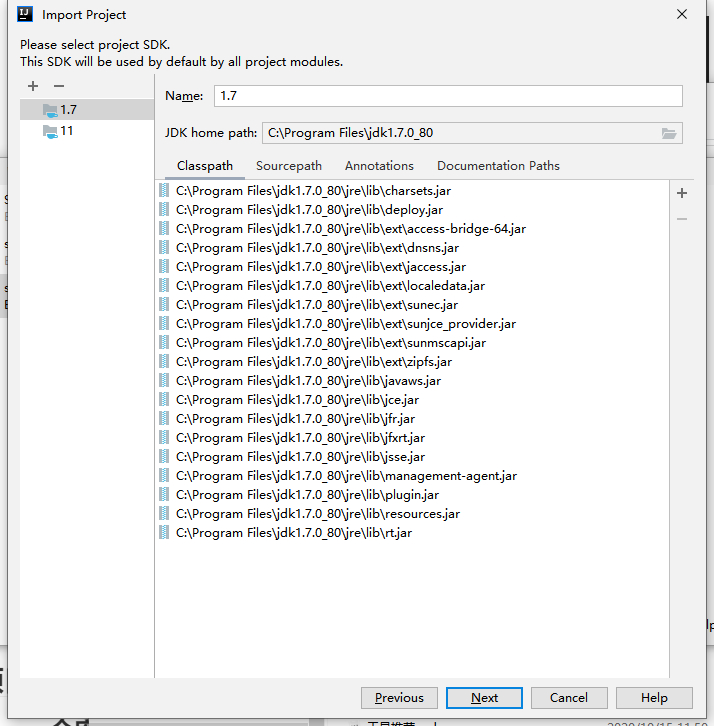 Import Project
Please select project SDK.
This SDK will be used by default by all project modules.
1.7
11
Name: 1.7
JDK home path: C:\Program Files\jdk1.7.0_80
Classpath Sourcepath Annotations Documentation Paths
C:\Program Files\jdk1.7.0_80\jre\lib\charsets.jar
C:\Program Files\jdk1.7.0_80\jre\lib\deploy.jar
C:\Program Files\jdk1.7.0_80\jre\lib\ext\access-bridge-64.jar
C:\Program Files\jdk1.7.0_80\jre\lib\ext\dnsns.jar
C:\Program Files\jdk1.7.0_80\jre\lib\ext\jaccess.jar
C:\Program Files\jdk1.7.0_80\jre\lib\ext\localedata.jar
C:\Program Files\jdk1.7.0_80\jre\lib\ext\sunec.jar
C:\Program Files\jdk1.7.0_80\jre\lib\ext\sunjce_provider.jar
C:\Program Files\jdk1.7.0_80\jre\lib\ext\sunmscapi.jar
C:\Program Files\jdk1.7.0_80\jre\lib\ext\zipfs.jar
C:\Program Files\jdk1.7.0_80\jre\lib\javaws.jar
C:\Program Files\jdk1.7.0_80\jre\lib\jce.jar
C:\Program Files\jdk1.7.0_80\jre\lib\jfr.jar
C:\Program Files\jdk1.7.0_80\jre\lib\jfxrt.jar
C:\Program Files\jdk1.7.0_80\jre\lib\jsse.jar
C:\Program Files\jdk1.7.0_80\jre\lib\management-agent.jar
C:\Program Files\jdk1.7.0_80\jre\lib\plugin.jar
C:\Program Files\jdk1.7.0_80\jre\lib\resources.jar
C:\Program Files\jdk1.7.0_80\jre\lib\rt.jar
Previous Next Cancel Help